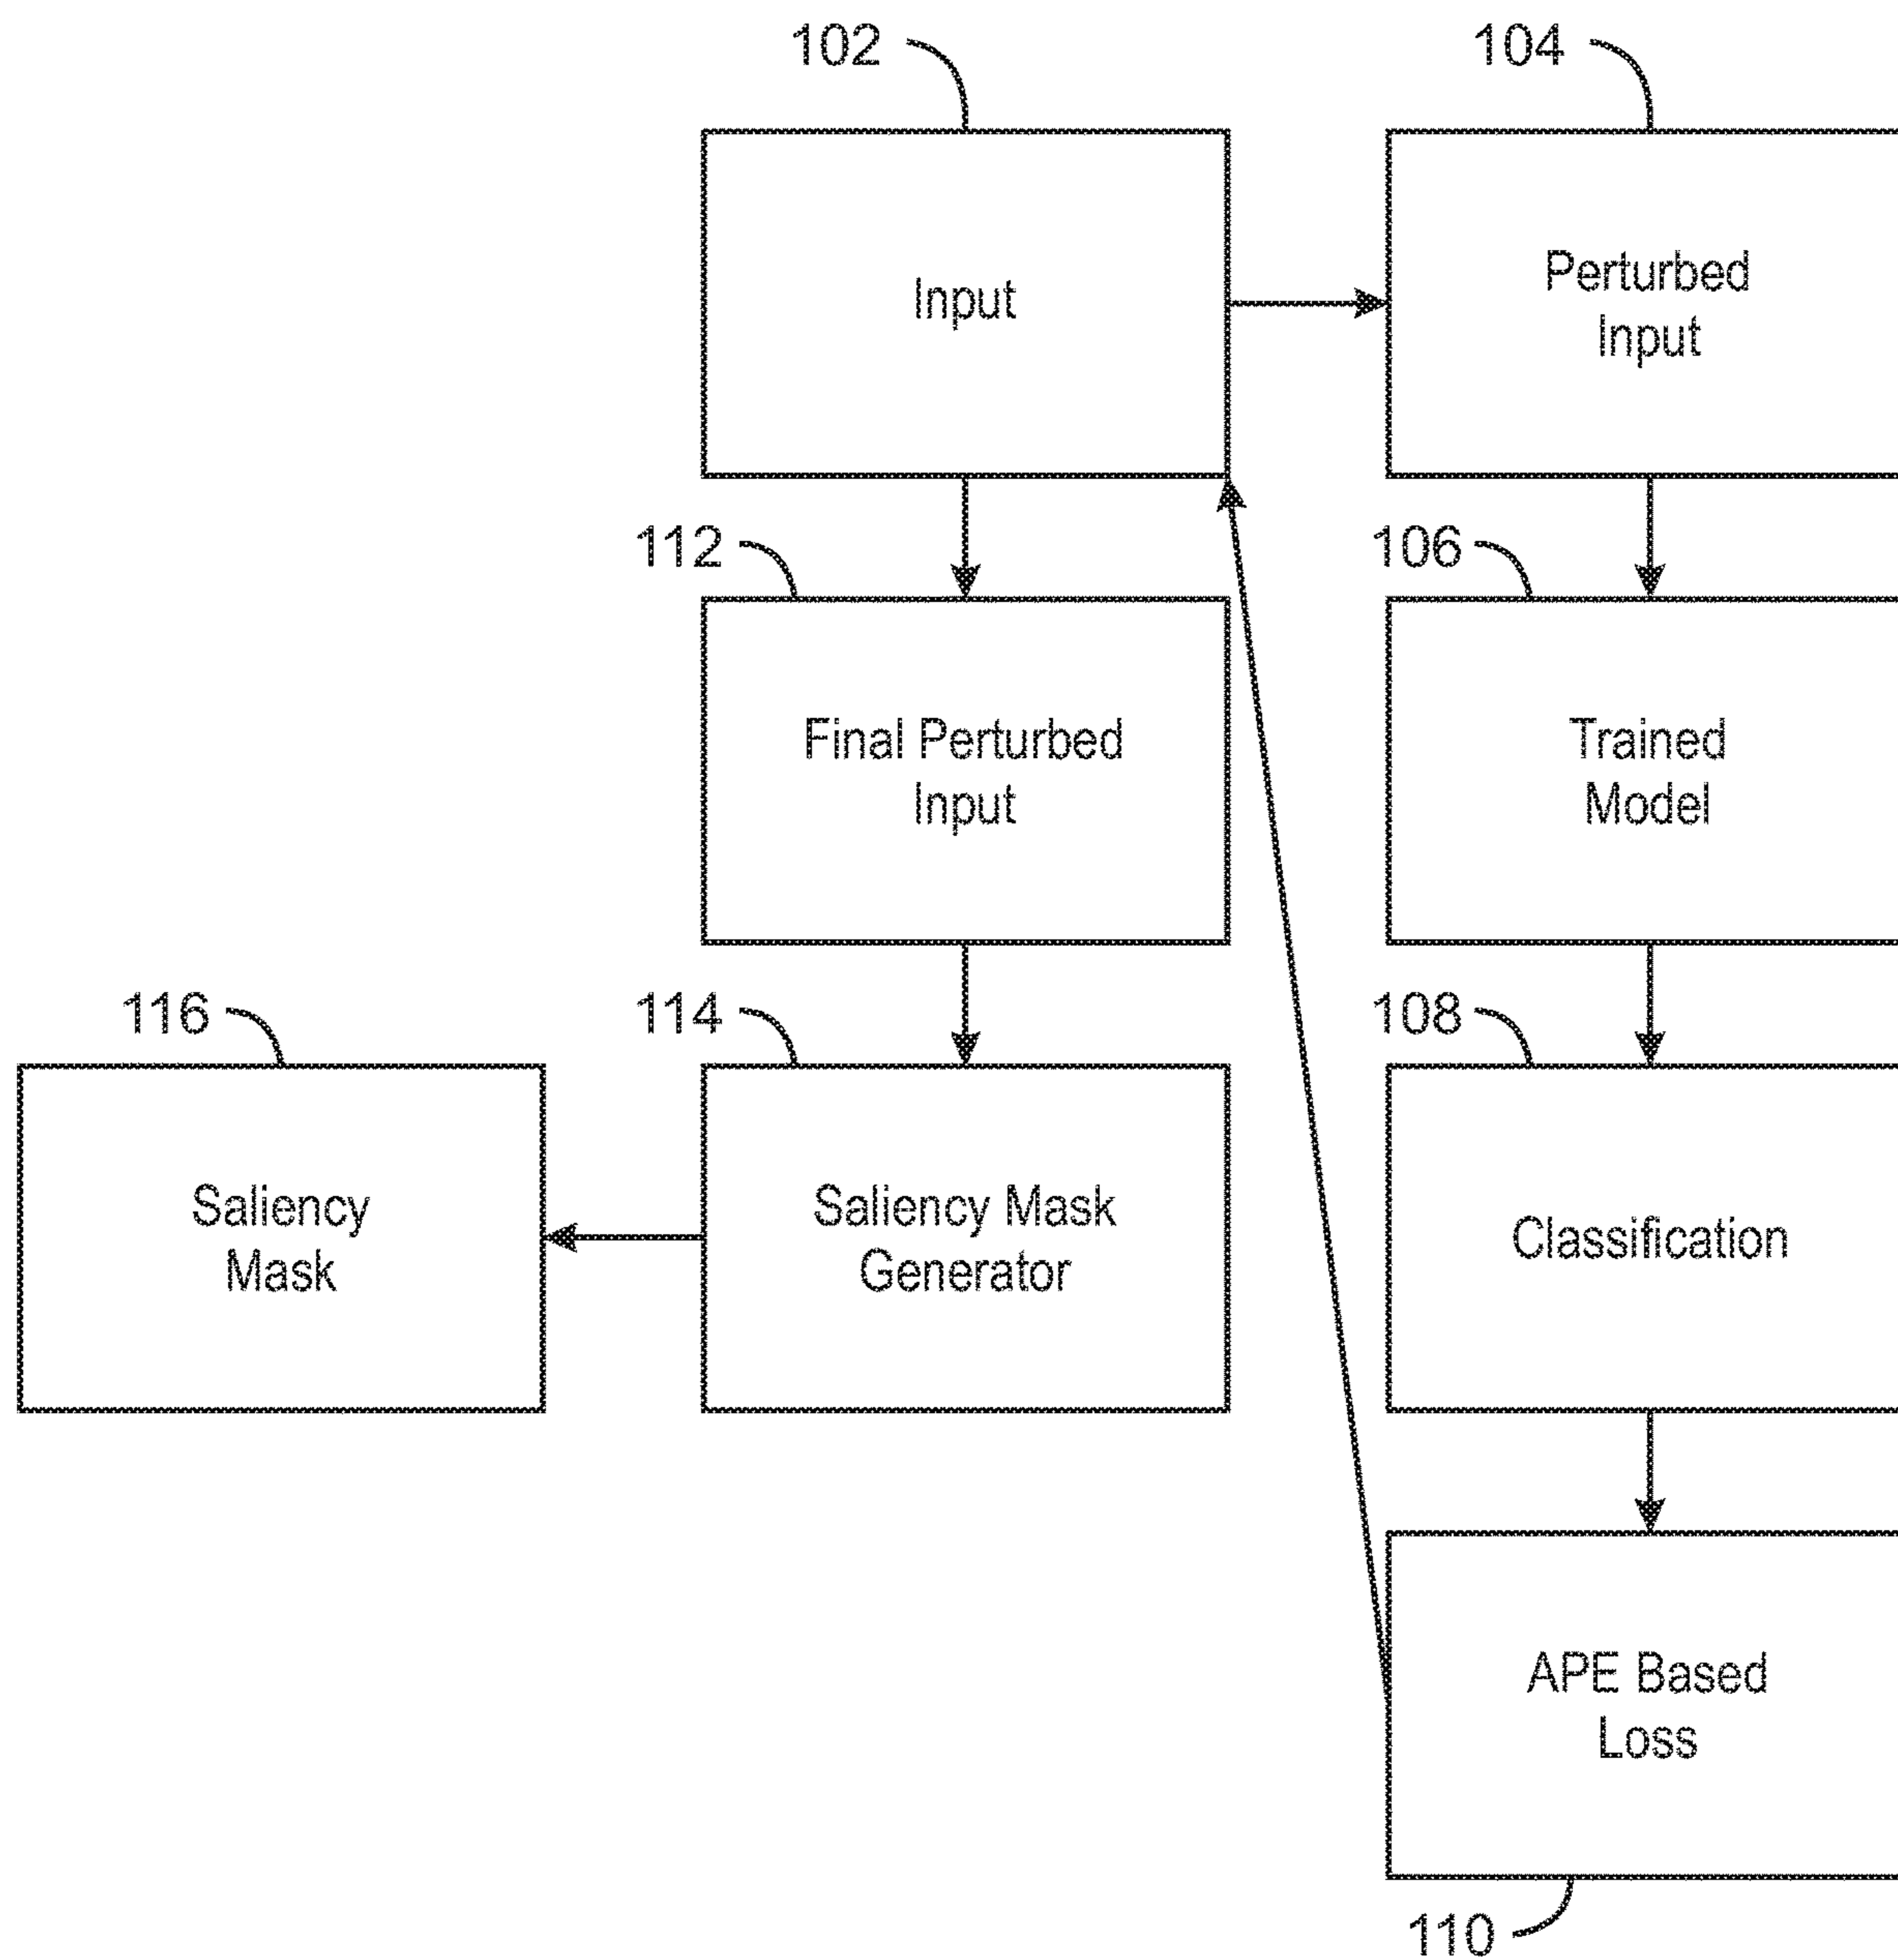 102
104
Input
Perturbed
Input
112
106
Final Perturbed
Input
Trained
Model
116
114
108
Saliency
Mask
Saliency Mask
Generator
Classification
APE Based
Loss
110